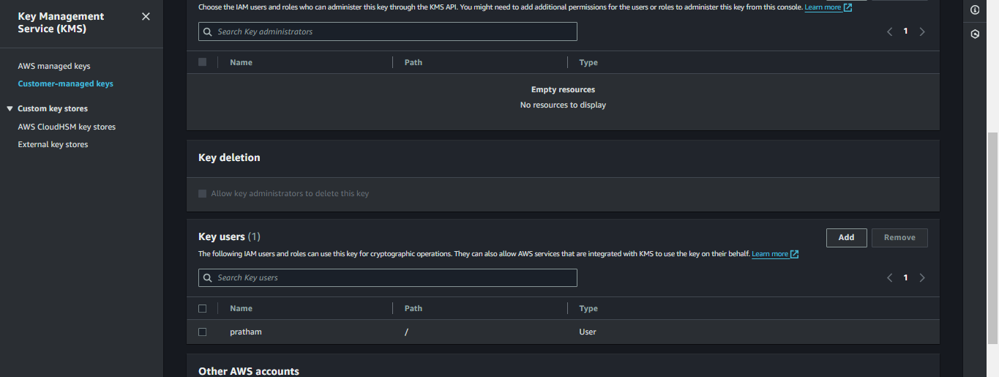 Key Management
Service (KMS)
AWS managed keys
Customer-managed keys
Custom key stores
AWS CloudHSM key stores
External key stores
Choose the IAM users and roles who can administer this key through the KMS API. You might need to add additional permissions for the users or roles to administer this key from this console. Learn more
Search Key administrators
1
Name Path Type
Empty resources
No resources to display
Key deletion
Allow key administrators to delete this key
Key users (1)
Add Remove
The following IAM users and roles can use this key for cryptographic operations. They can also allow AWS services that are integrated with KMS to use the key on their behalf. Learn more
Search Key users
1
Name Path Type
pratham / User
Other AWS accounts